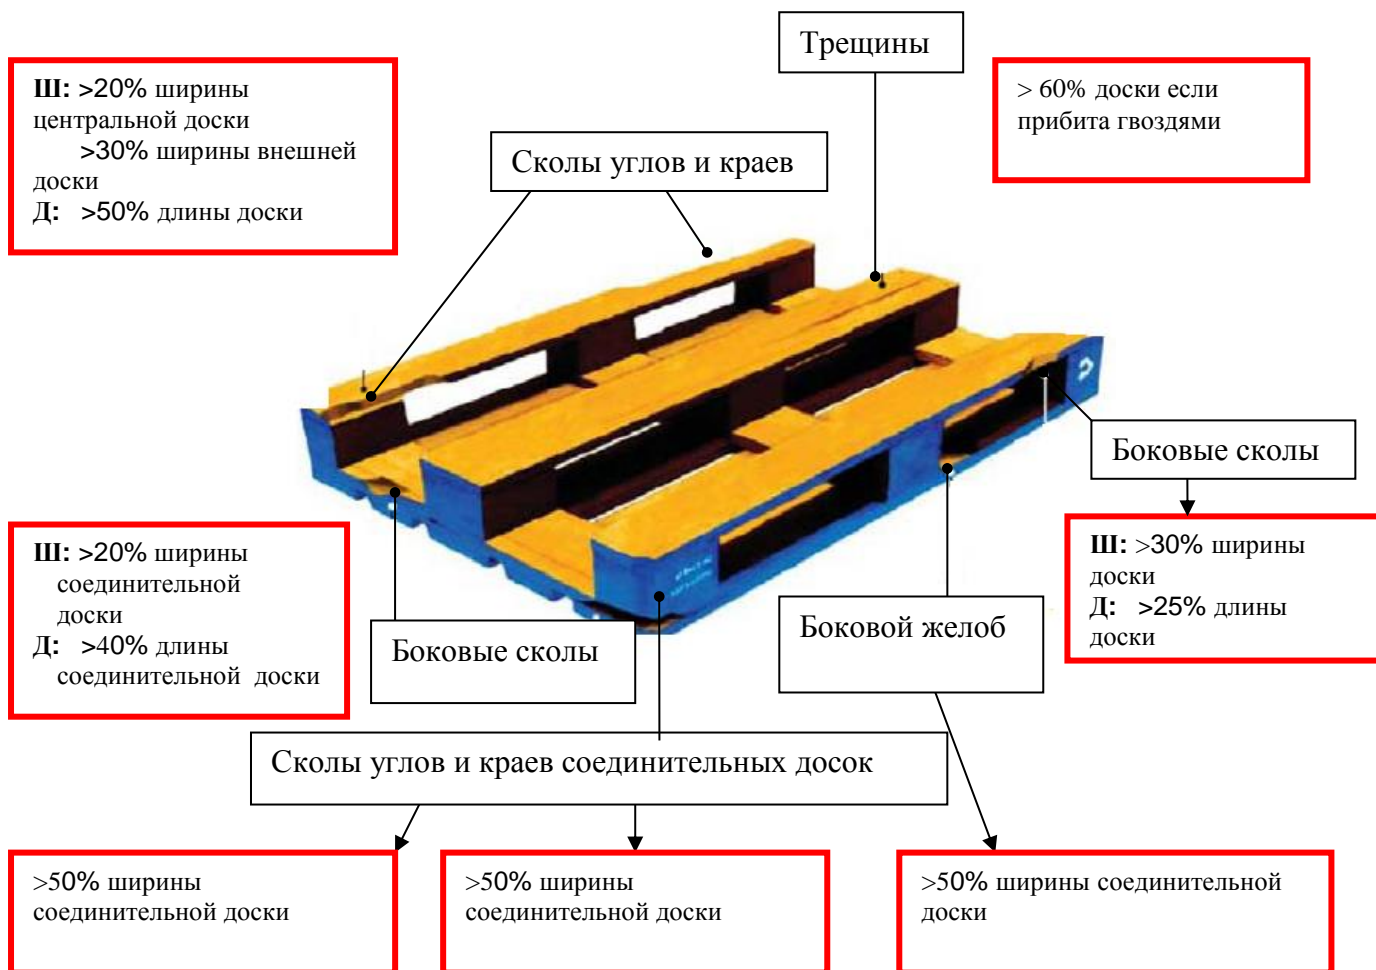 Трещины
Ш: >20% ширины
центральной доски
>30% ширины внешней
доски
Д: >50% длины доски
> 60% доски если
прибита гвоздями
Сколы углов и краев
Боковые сколы
Ш: >20% ширины
соединительной
доски
Д: >40% длины
соединительной доски
Ш: >30% ширины
доски
Д: >25% длины
доски
Боковые сколы
Боковой желоб
Сколы углов и краев соединительных досок
>50% ширины
соединительной доски
>50% ширины
соединительной доски
>50% ширины соединительной
доски